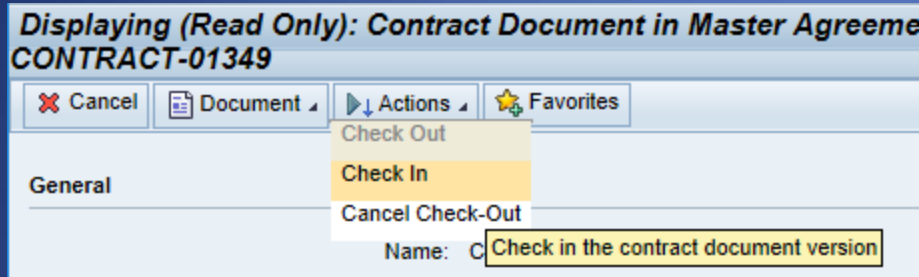 Displaying (Read Only): Contract Document in Master Agreeme
CONTRACT-01349
Cancel Document Actions Favorites
Check Out
Check In
General
Cancel Check-Out
Name: C Check in the contract document version